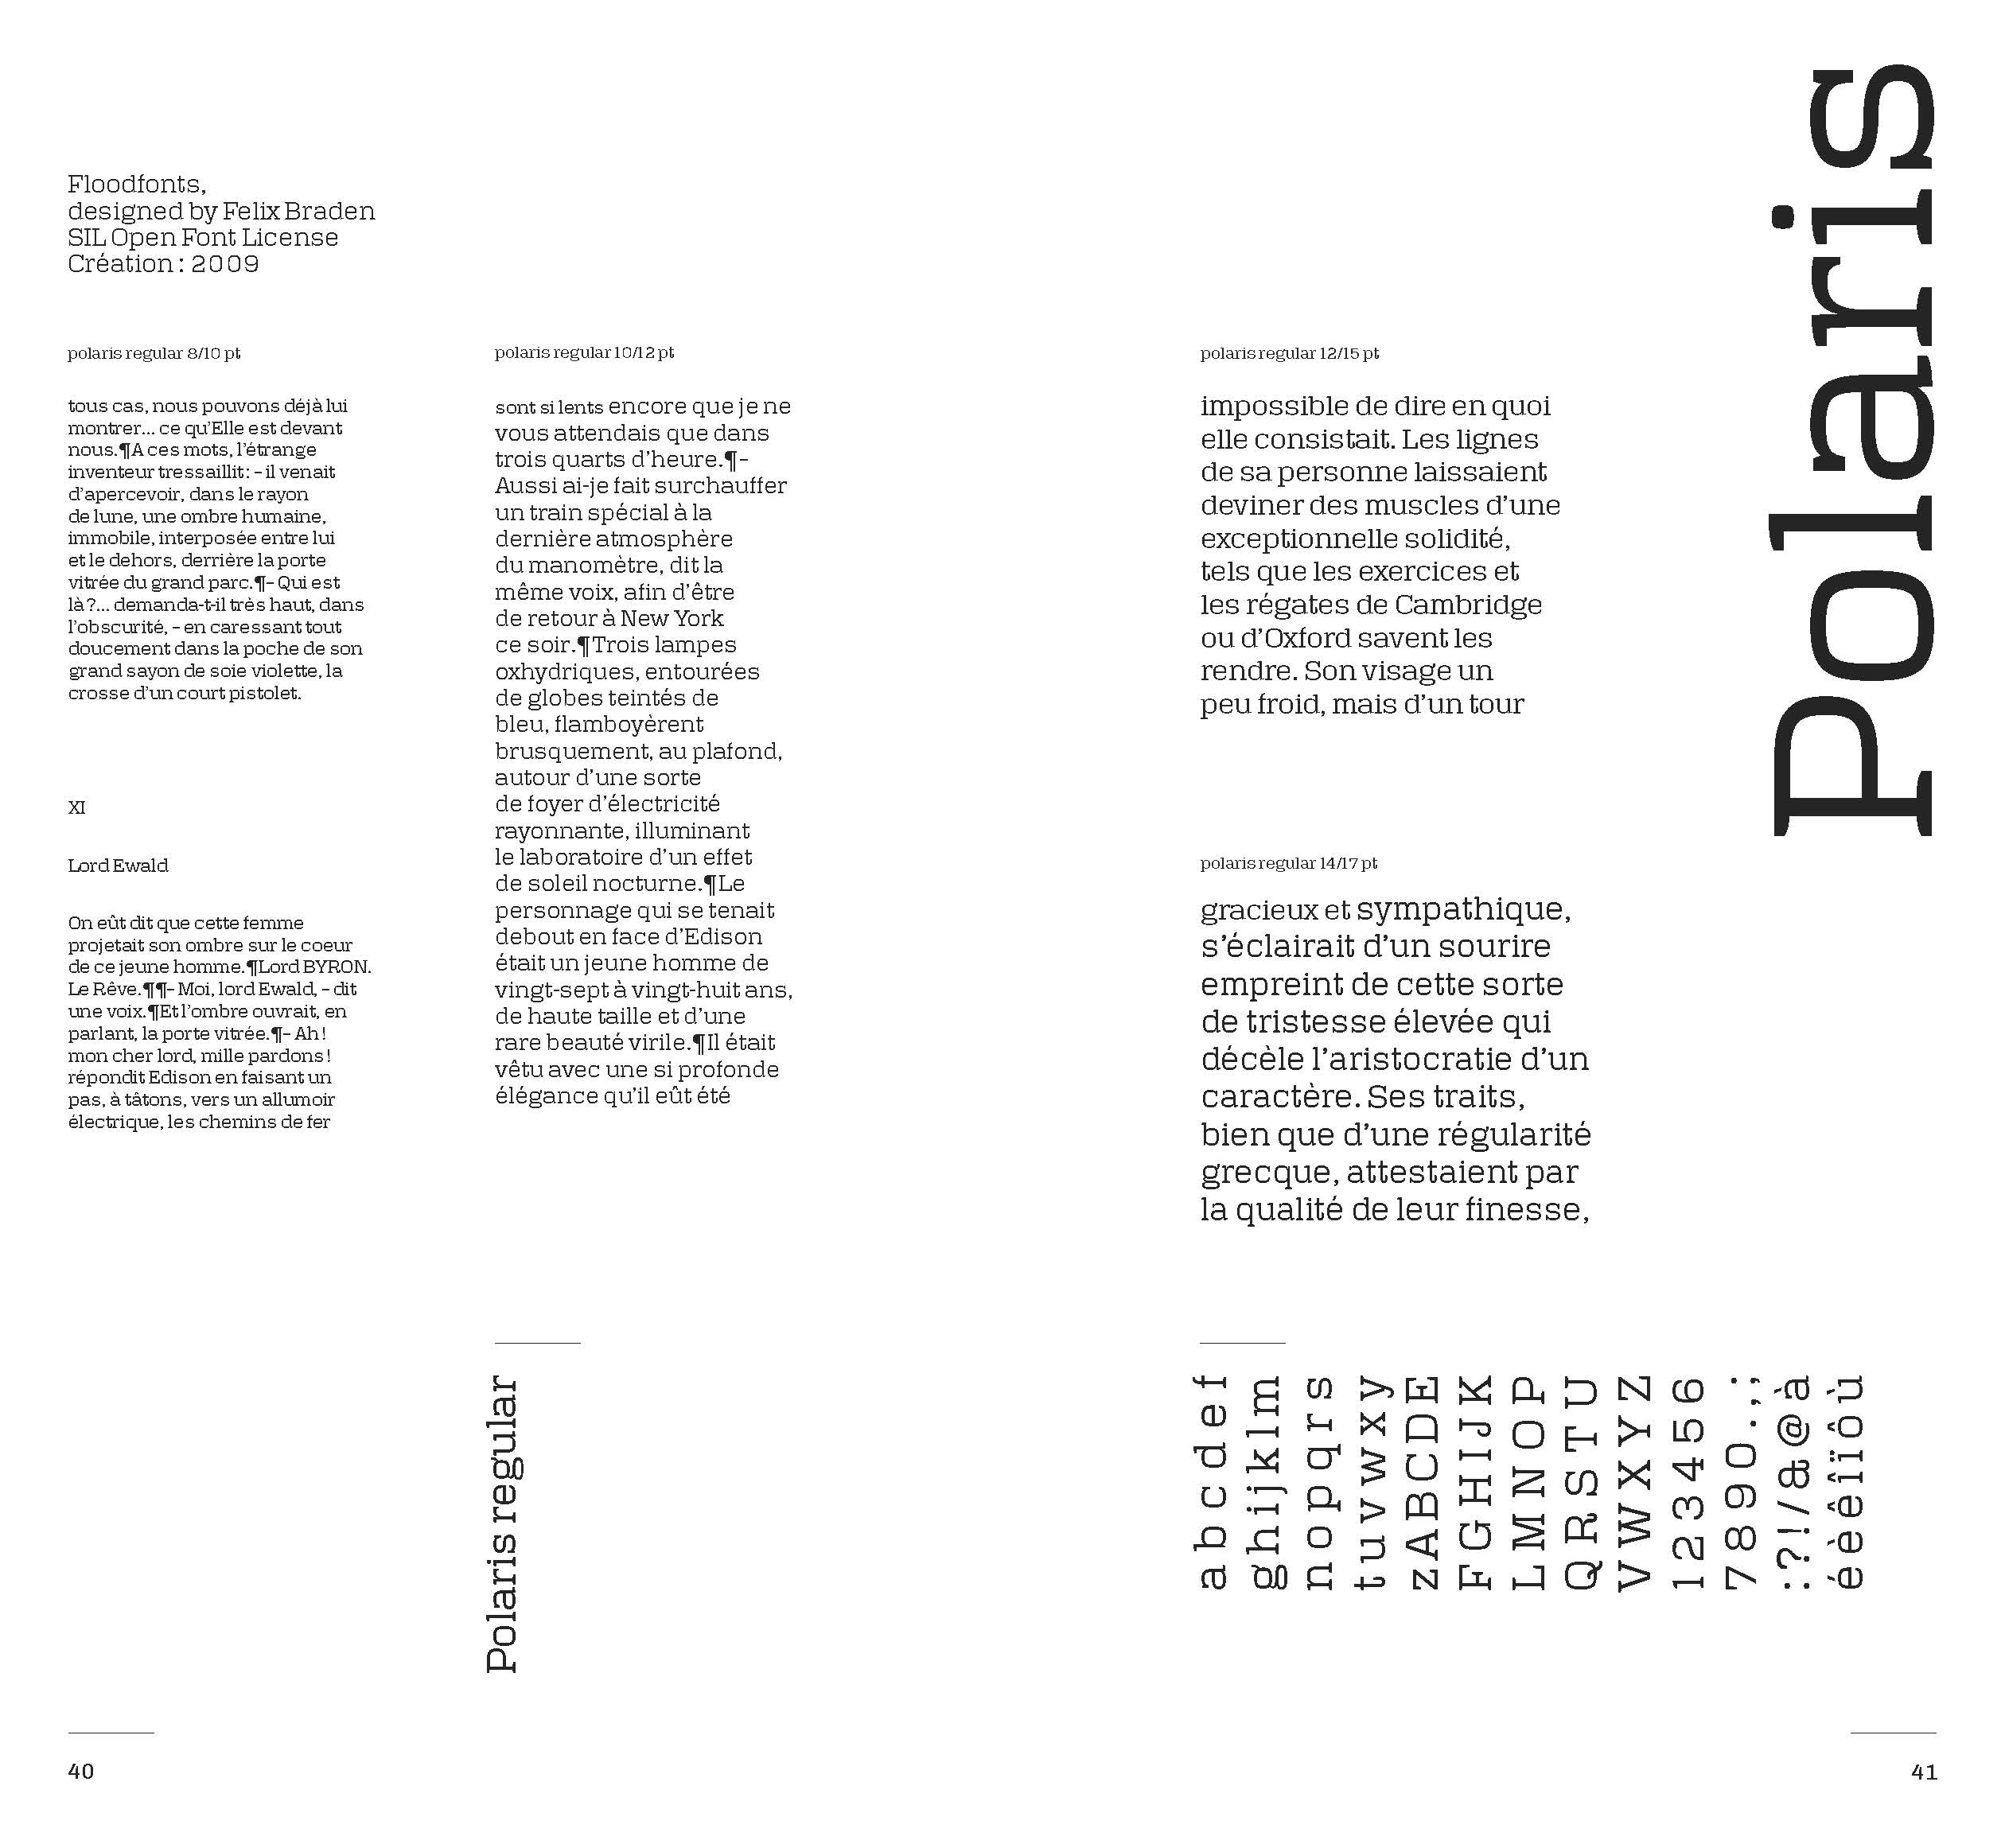 Floodfonts,
designed by Felix Braden
SIL Open Font License
Création : 2009
polaris regular 8/10 pt
tous cas, nous pouvons déjà lui
montrer... ce qu’Elle est devant
nous.¶A ces mots, l’étrange
inventeur tressaillit : – il venait
d’apercevoir, dans le rayon
de lune, une ombre humaine,
immobile, interposée entre lui
et le dehors, derrière la porte
vitrée du grand parc.¶– Qui est
là ?... demanda-t-il très haut, dans
l’obscurité, – en caressant tout
doucement dans la poche de son
grand sayon de soie violette, la
crosse d’un court pistolet.
XI
Lord Ewald
On eût dit que cette femme
projetait son ombre sur le coeur
de ce jeune homme.¶Lord BYRON.
Le Rêve.¶¶– Moi, lord Ewald, – dit
une voix.¶Et l’ombre ouvrait, en
parlant, la porte vitrée.¶– Ah !
mon cher lord, mille pardons !
répondit Edison en faisant un
pas, à tâtons, vers un allumoir
électrique, les chemins de fer
polaris regular 10/12 pt
sont si lents encore que je ne
vous attendais que dans
trois quarts d’heure.¶–
Aussi ai-je fait surchauffer
un train spécial à la
dernière atmosphère
du manomètre, dit la
même voix, afin d’être
de retour à New York
ce soir.¶Trois lampes
oxhydriques, entourées
de globes teintés de
bleu, flamboyèrent
brusquement, au plafond,
autour d’une sorte
de foyer d’électricité
rayonnante, illuminant
le laboratoire d’un effet
de soleil nocturne.¶Le
personnage qui se tenait
debout en face d’Edison
était un jeune homme de
vingt-sept à vingt-huit ans,
de haute taille et d’une
rare beauté virile.¶Il était
vêtu avec une si profonde
élégance qu’il eût été
Polaris regular
40
polaris regular 12/15 pt
impossible de dire en quoi
elle consistait. Les lignes
de sa personne laissaient
deviner des muscles d’une
exceptionnelle solidité,
tels que les exercices et
les régates de Cambridge
ou d’Oxford savent les
rendre. Son visage un
peu froid, mais d’un tour
polaris regular 14/17 pt
gracieux et sympathique,
s’éclairait d’un sourire
empreint de cette sorte
de tristesse élevée qui
décèle l’aristocratie d’un
caractère. Ses traits,
bien que d’une régularité
grecque, attestaient par
la qualité de leur finesse,
Polaris
a b c d e f
g h i j k l m
n o p q r s
t u v w x y
z A B C D E
F G H I J K
L M N O P
Q R S T U
V W X Y Z
1 2 3 4 5 6
7 8 9 0 . , ;
: ? ! / & @ à
é è ê î ï ô ù
41